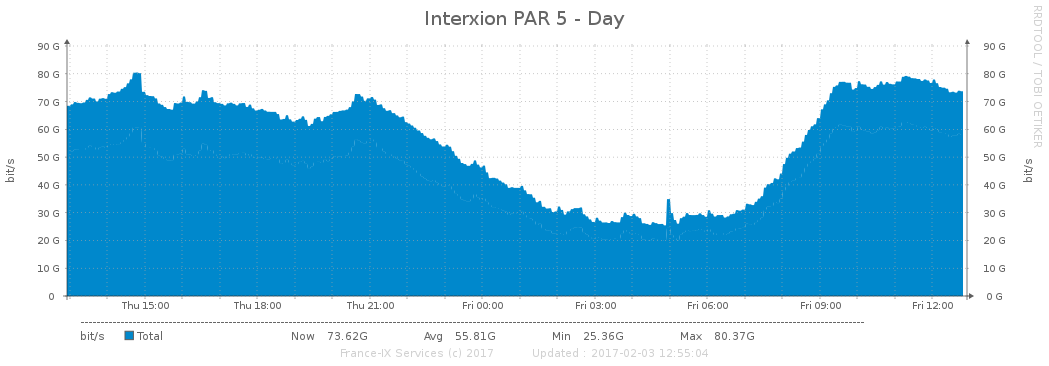 Interxion PAR 5 - Day
RRDTOOL / TOBI OETIKER
90 G 90 G
80 G 80 G
70 G 70 G
60 G 60 G
50 G 50 G
40 G 40 G
30 G 30 G
20 G 20 G
10 G 10 G
0 0 G
bit/s bit/s
Thu 15:00 Thu 18:00 Thu 21:00 Fri 00:00 Fri 03:00 Fri 06:00 Fri 09:00 Fri 12:00
bit/s Total Now 73.62G Avg 55.81G Min 25.36G Max 80.37G
France-IX Services (c) 2017 Updated : 2017-02-03 12:55:04